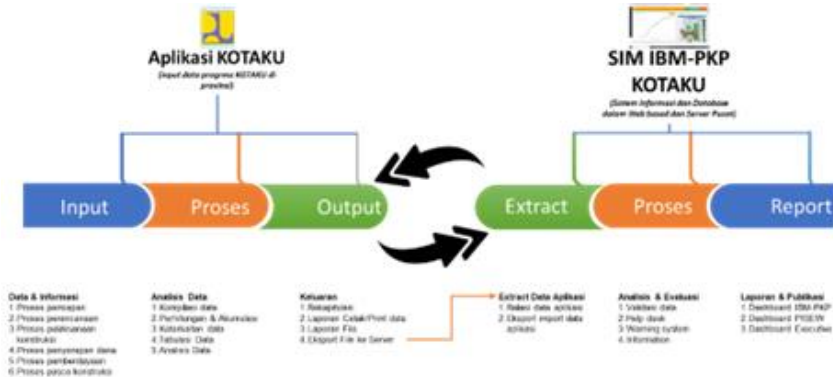 Aplikasi KOTAKU
(Input data progres KOTAKU di
provinsi)
SIM IBM-PKP
KOTAKU
(Sistem Informasi dan Database
dalam Web based dan Server Pusat)
Input
Proses
Output
Extract
Proses
Report
Data & Informasi
1. Proses persiapan
2. Proses perencanaan
3. Proses pelaksanaan
konstruksi
4. Proses penyerapan dana
5. Proses pemberdayaan
6. Proses pasca konstruksi
Analisis Data
1. Kompilasi data
2. Perhitungan & Akumulasi
3. Keterkaitan data
4. Tabulasi Data
5. Analisis Data
Keluaran
1. Rekapitulasi
2. Laporan Cetak/Print data
3. Laporan File
4. Eksport File ke Server
Extract Data Aplikasi
1. Relasi data aplikasi
2. Eksport import data
aplikasi
Analisis & Evaluasi
1. Validasi data
2. Help desk
3. Warning system
4. Information
Laporan & Publikasi
1. Dashboard IBM-PKP
2. Dashboard PISEW
3. Dashboard Executive